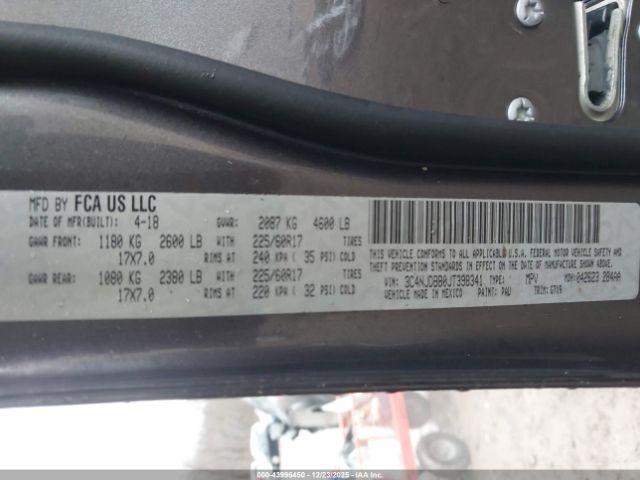 MFD BY FCA US LLC
DATE OF MFR(BUILT): 4-18 GVWR: 2087 KG 4600 LB
GAWR FRONT: 1180 KG 2600 LB WITH 225/60R17 TIRES
17X7.0 RIMS AT 240 KPA ( 35 PSI) COLD
GAWR REAR: 1080 KG 2380 LB WITH 225/60R17 TIRES
17X7.0 RIMS AT 220 KPA ( 32 PSI) COLD
THIS VEHICLE CONFORMS TO ALL APPLICABLE U.S.A. FEDERAL MOTOR VEHICLE SAFETY AND
THEFT PREVENTION STANDARDS IN EFFECT ON THE DATE OF MANUFACTURE SHOWN ABOVE.
VIN: 3C4NJDBB0JT398341 TYPE: MPV MDH: 042623 284AA
VEHICLE MADE IN MEXICO PAINT: PAU TRIM:
000-43996450 - 12/23/2025 - IAA Inc.